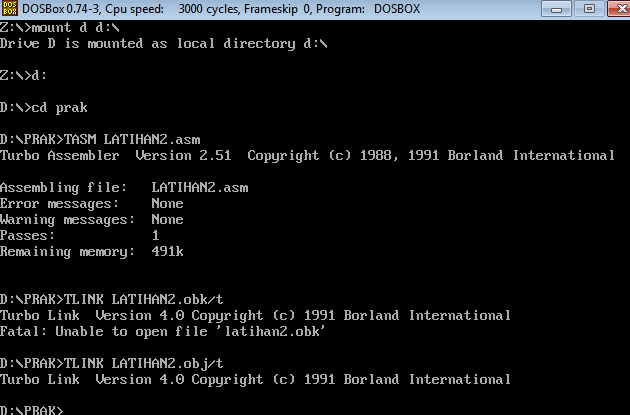 DOS
BOX
DOSBox 0.74-3, Cpu speed: 3000 cycles, Frameskip 0, Program: DOSBOX
Z:\>mount d d:\
Drive D is mounted as local directory d:\
Z:\>d:
D:\>cd prak
D:\PRAK>TASM LATIHAN2.asm
Turbo Assembler  Version 2.51  Copyright (c) 1988, 1991 Borland International
Assembling file:   LATIHAN2.asm
Error messages:    None
Warning messages:  None
Passes:            1
Remaining memory:  491k
D:\PRAK>TLINK LATIHAN2.obk/t
Turbo Link  Version 4.0 Copyright (c) 1991 Borland International
Fatal: Unable to open file 'latihan2.obk'
D:\PRAK>TLINK LATIHAN2.obj/t
Turbo Link  Version 4.0 Copyright (c) 1991 Borland International
D:\PRAK>